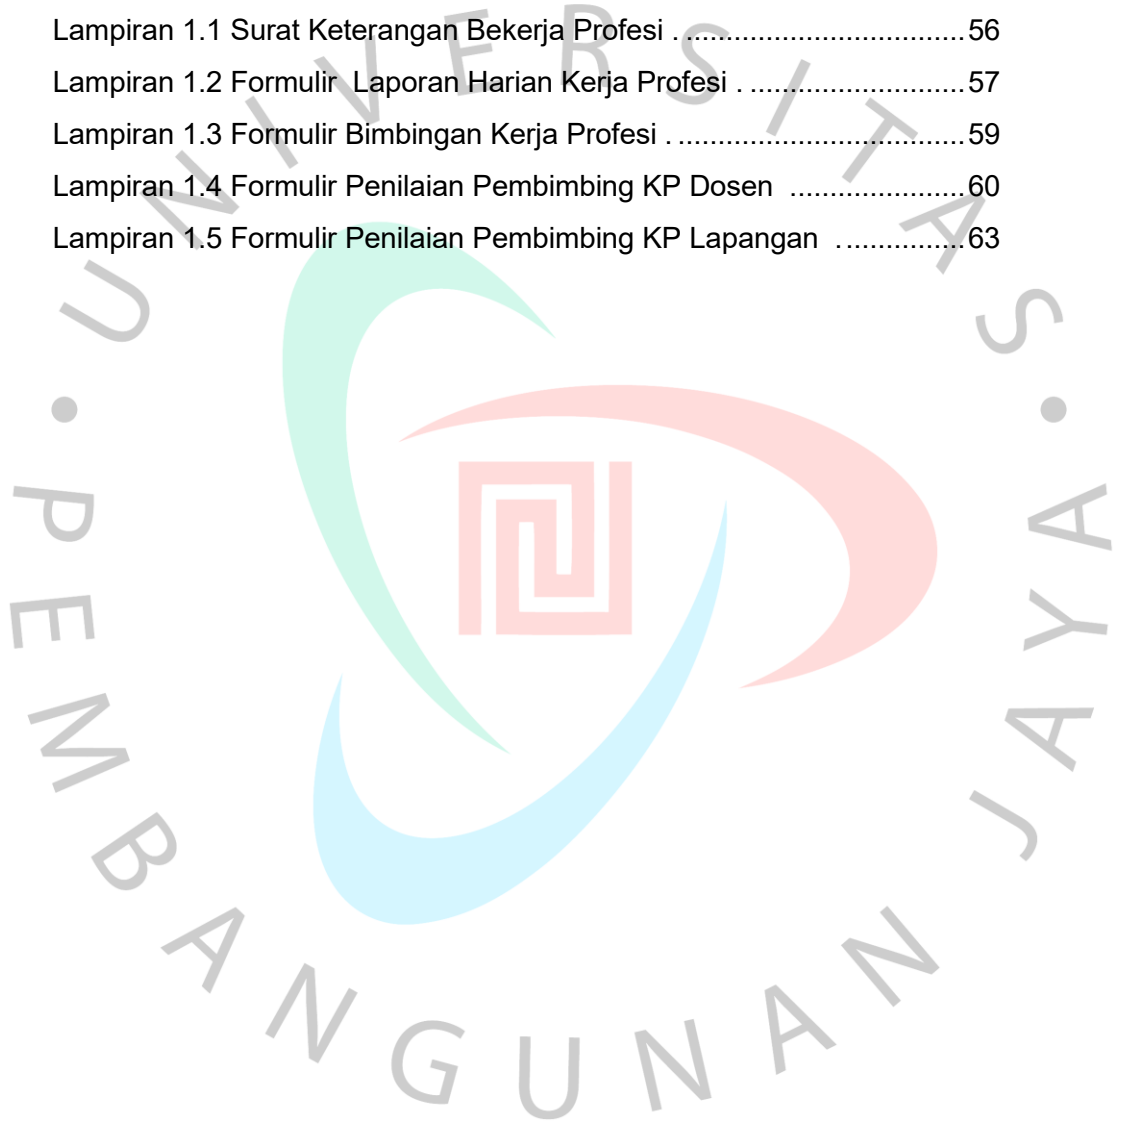 Lampiran 1.1 Surat Keterangan Bekerja Profesi . ................................... 56
Lampiran 1.2 Formulir  Laporan Harian Kerja Profesi . ........................... 57
Lampiran 1.3 Formulir Bimbingan Kerja Profesi . .................................... 59
Lampiran 1.4 Formulir Penilaian Pembimbing KP Dosen  ...................... 60
Lampiran 1.5 Formulir Penilaian Pembimbing KP Lapangan  . ............... 63
UNIVERSITAS • PEMBANGUNAN JAYA •